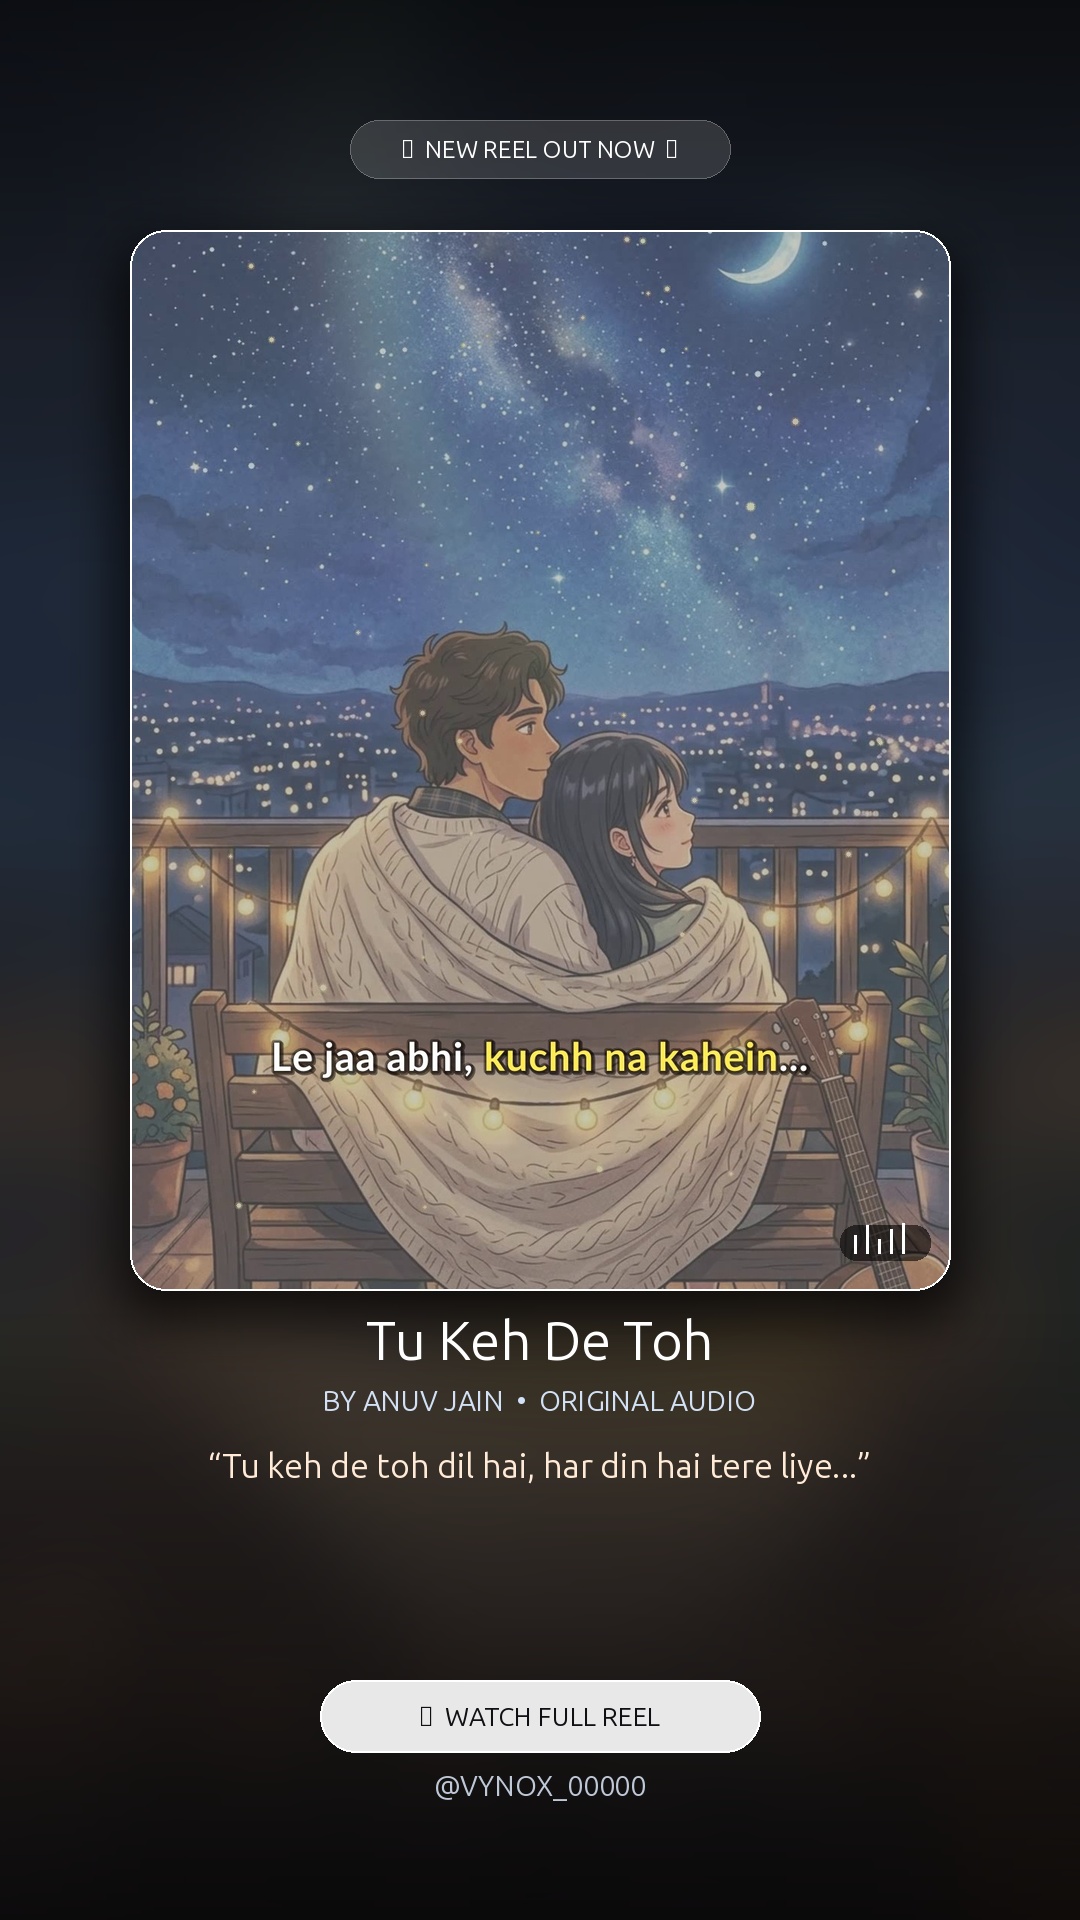 NEW REEL OUT NOW
Le jaa abhi, kuchh na kahein...
Tu Keh De Toh
BY ANUV JAIN • ORIGINAL AUDIO
“Tu keh de toh dil hai, har din hai tere liye...”
WATCH FULL REEL
@VYNOX_00000